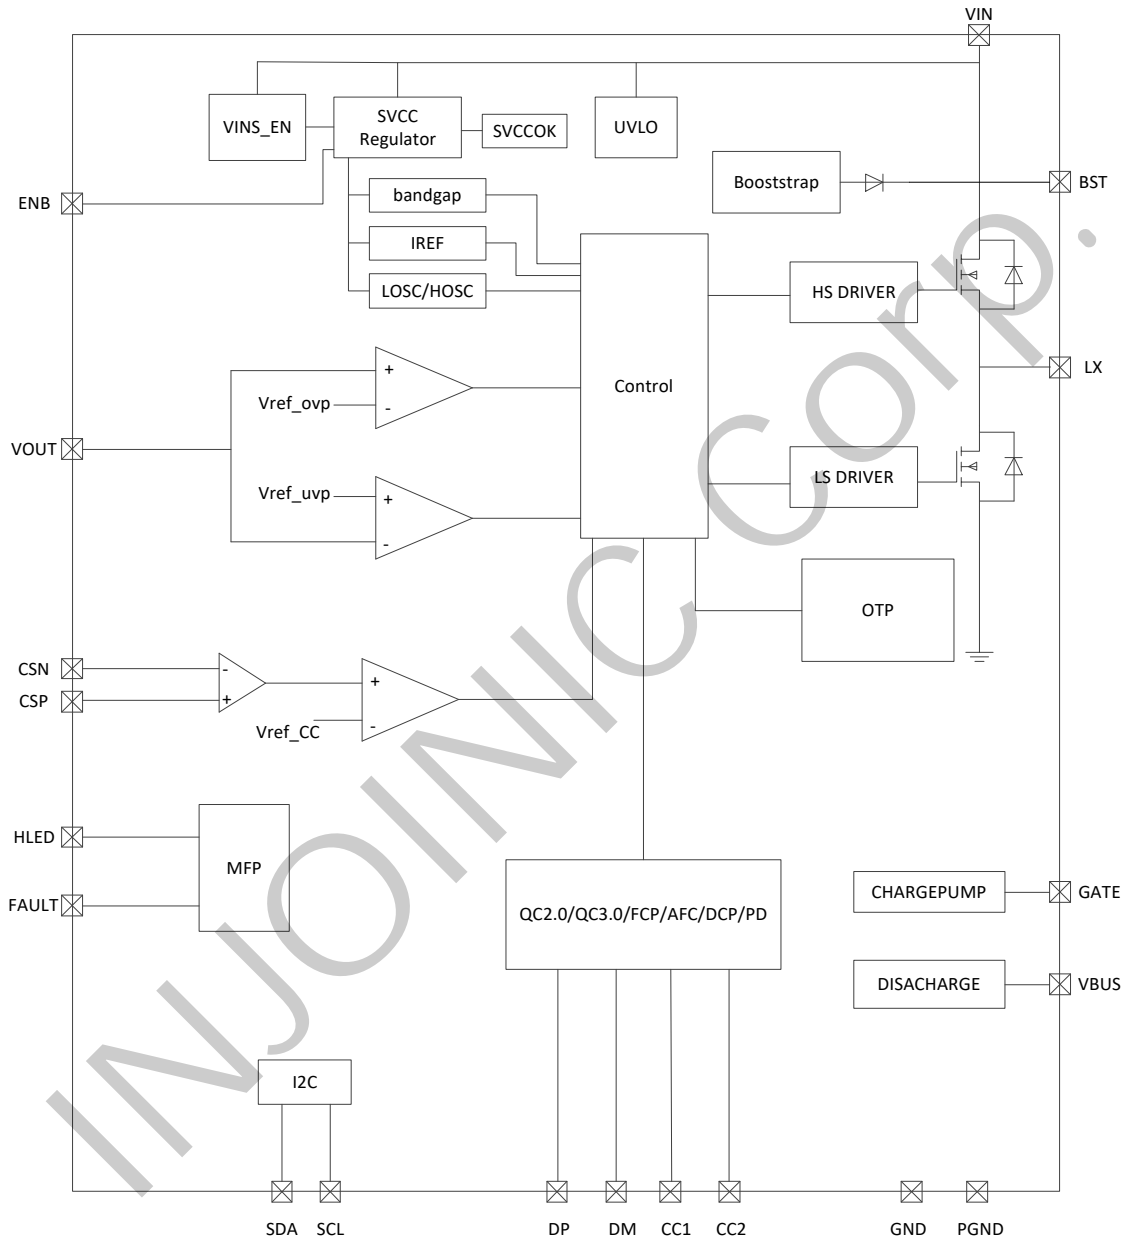 VIN
VINS_EN
SVCC
Regulator
SVCCOK
UVLO
Booststrap
BST
ENB
bandgap
IREF
LOSC/HOSC
HS DRIVER
Control
LX
+
Vref_ovp
-
VOUT
Vref_uvp
+
-
LS DRIVER
OTP
CSN
-
CSP
+
+
Vref_CC
-
HLED
MFP
FAULT
QC2.0/QC3.0/FCP/AFC/DCP/PD
CHARGEPUMP
GATE
DISACHARGE
VBUS
I2C
SDA
SCL
DP
DM
CC1
CC2
GND
PGND
INJOINIC Corp.